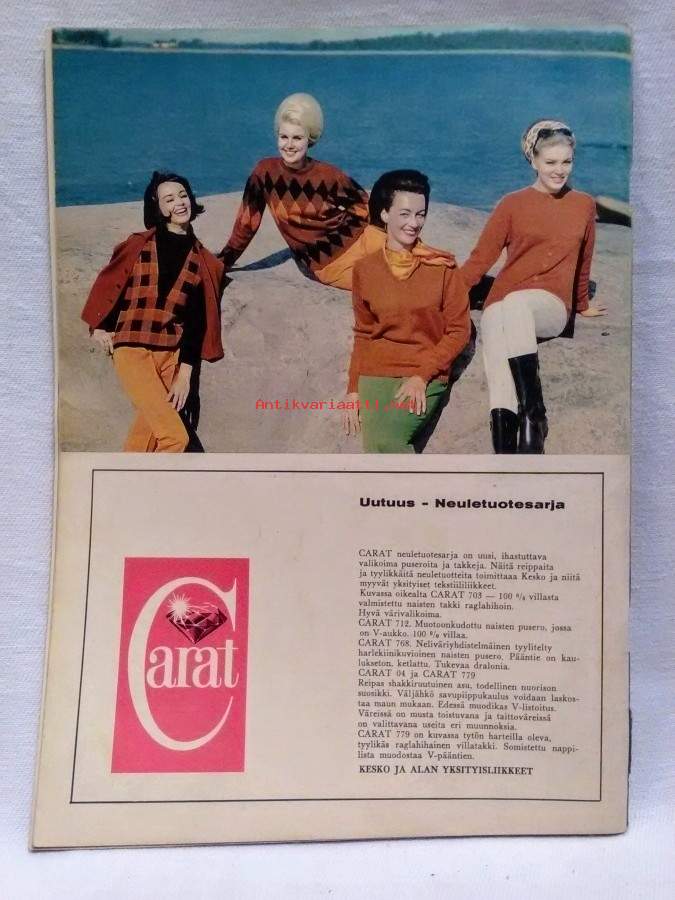 Antikvariaatti.net
Uutuus - Neuletuotesarja
CARAT neuletuotesarja on uusi, ihastuttava
valikoima puseroita ja takkeja. Näitä reippaita
ja tyylikkäitä neuletuotteita toimittaaa Kesko ja niitä
myyvät yksityiset tekstiililiikkeet.
Kuvassa oikealta CARAT 703 — 100 % villasta
valmistettu naisten takki raglahihoin.
Hyvä värivalikoima.
CARAT 712. Muotoonkudottu naisten pusero, jossa
on V-aukko. 100 % villaa.
CARAT 768. Neliväriyhdistelmäinen tyylitelty
harlekiinikuvioinen naisten pusero. Pääntie on kau-
lukseton, ketlattu. Tukevaa dralonia.
CARAT 04 ja CARAT 779
Reipas shakkiruutuinen asu, todellinen nuorison
suosikki. Väljähkö savupiippukaulus voidaan laskos-
taa maun mukaan. Edessä muodikas V-listoitus.
Väreissä on musta toistuvana ja taittoväreissä
on valittavana useita eri muunnoksia.
CARAT 779 on kuvassa tytön harteilla oleva,
tyylikäs raglahihainen villatakki. Somistettu nappi-
lista muodostaa V-pääntien.
KESKO JA ALAN YKSITYISLIIKKEET
Carat